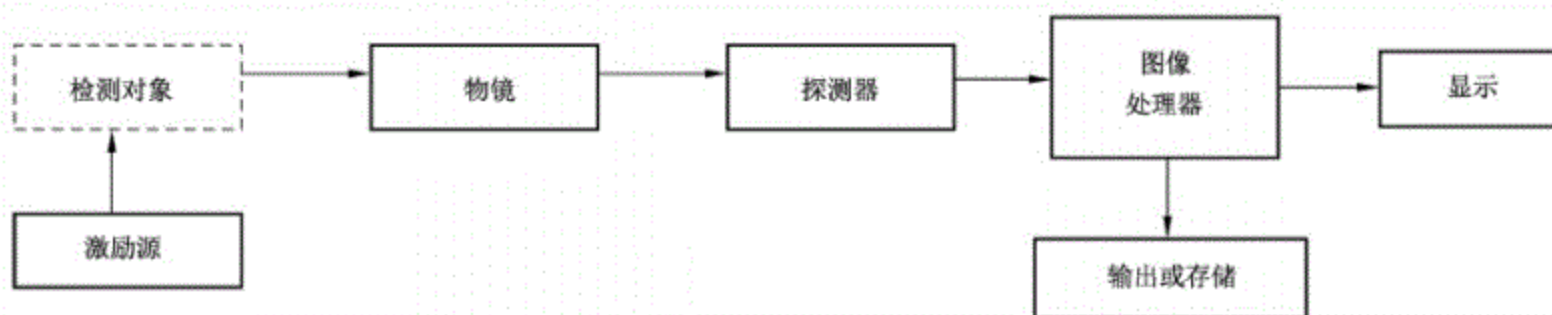 检测对象
物镜
探测器
图像
处理器
显示
激励源
输出或存储